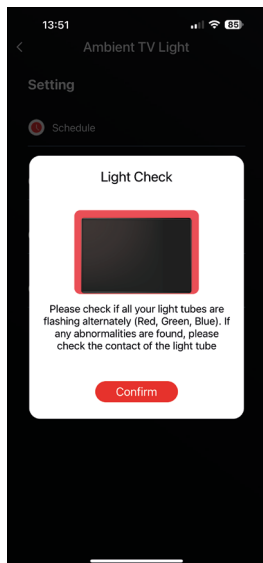 13:51
85
Ambient TV Light
Setting
Schedule
Light Check
Please check if all your light tubes are
flashing alternately (Red, Green, Blue). If
any abnormalities are found, please
check the contact of the light tube
Confirm